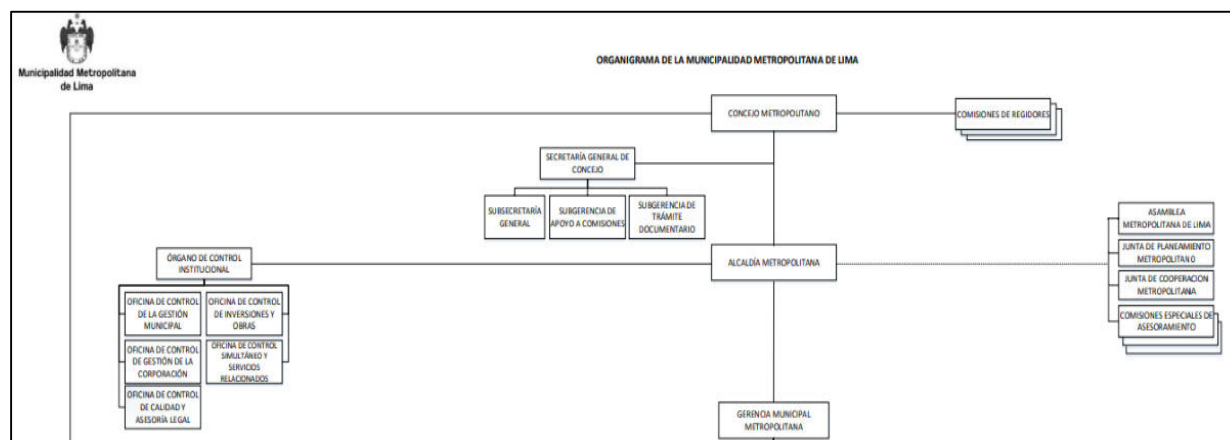 Municipalidad Metropolitana
de Lima
ORGANIGRAMA DE LA MUNICIPALIDAD METROPOLITANA DE LIMA
CONCEJO METROPOLITANO
COMISIONES DE REGIDORES
SECRETARÍA GENERAL DE
CONCEJO
SUBSECRETARÍA
GENERAL
SUBGERENCIA DE
APOYO A COMISIONES
SUBGERENCIA DE
TRÁMITE
DOCUMENTARIO
ASAMBLEA
METROPOLITANA DE LIMA
JUNTA DE PLANEAMIENTO
METROPOLITANO
JUNTA DE COOPERACION
METROPOLITANA
COMISIONES ESPECIALES DE
ASESORAMIENTO
ALCALDÍA METROPOLITANA
ÓRGANO DE CONTROL
INSTITUCIONAL
OFICINA DE CONTROL
DE LA GESTIÓN
MUNICIPAL
OFICINA DE CONTROL
DE INVERSIONES Y
OBRAS
OFICINA DE CONTROL
DE GESTIÓN DE LA
CORPORACIÓN
OFICINA DE CONTROL
SIMULTÁNEO Y
SERVICIOS
RELACIONADOS
OFICINA DE CONTROL
DE CALIDAD Y
ASESORÍA LEGAL
GERENCIA MUNICIPAL
METROPOLITANA